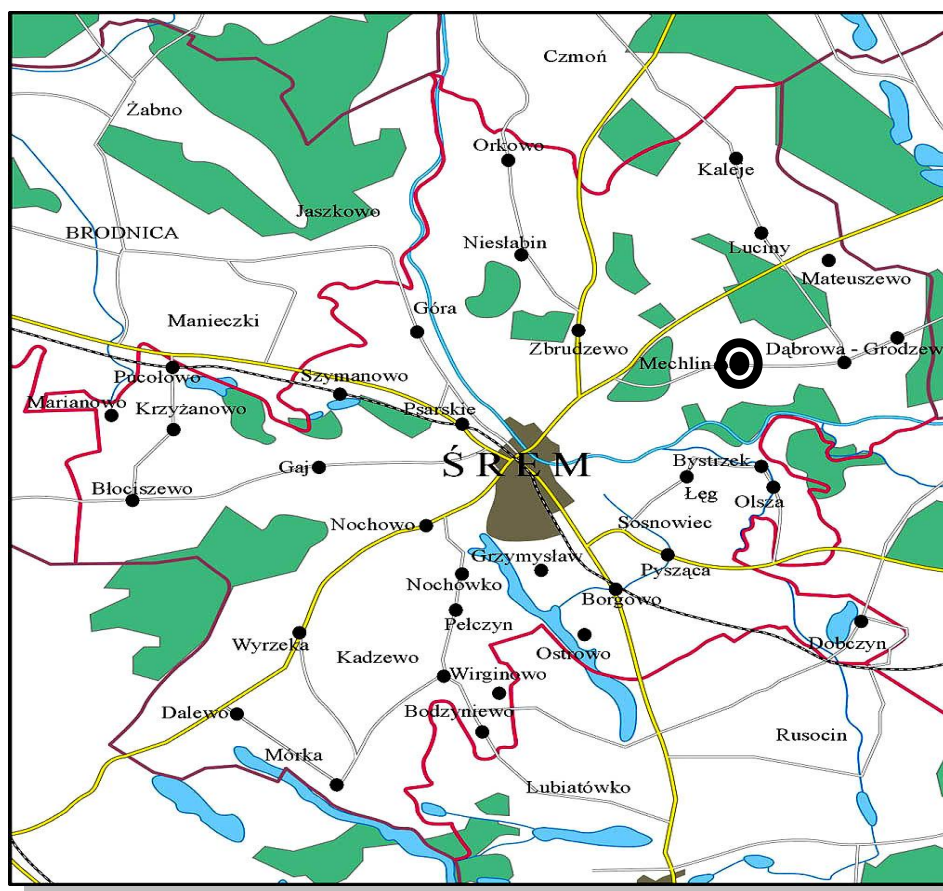 Czmoń
Żabno
Orkowo
Kaleje
Jaszkowo
BRODNICA
Niesłabin
Luciny
Mateuszewo
Góra
Manieczki
Zbrudzewo
Mechlin
Dąbrowa - Grodzew
Pucołowo
Szymanowo
Marianowo
Krzyżanowo
Psarskie
ŚREM
Gaj
Bystrzek
Błociszewo
Łęg
Olsza
Nochowo
Sosnowiec
Grzymysław
Pysząca
Nochówko
Borgowo
Pełczyn
Wyrzeka
Dobczyn
Kadzewo
Ostrowo
Wirginowo
Dalewo
Bodzyniewo
Rusocin
Mórka
Lubiatówko